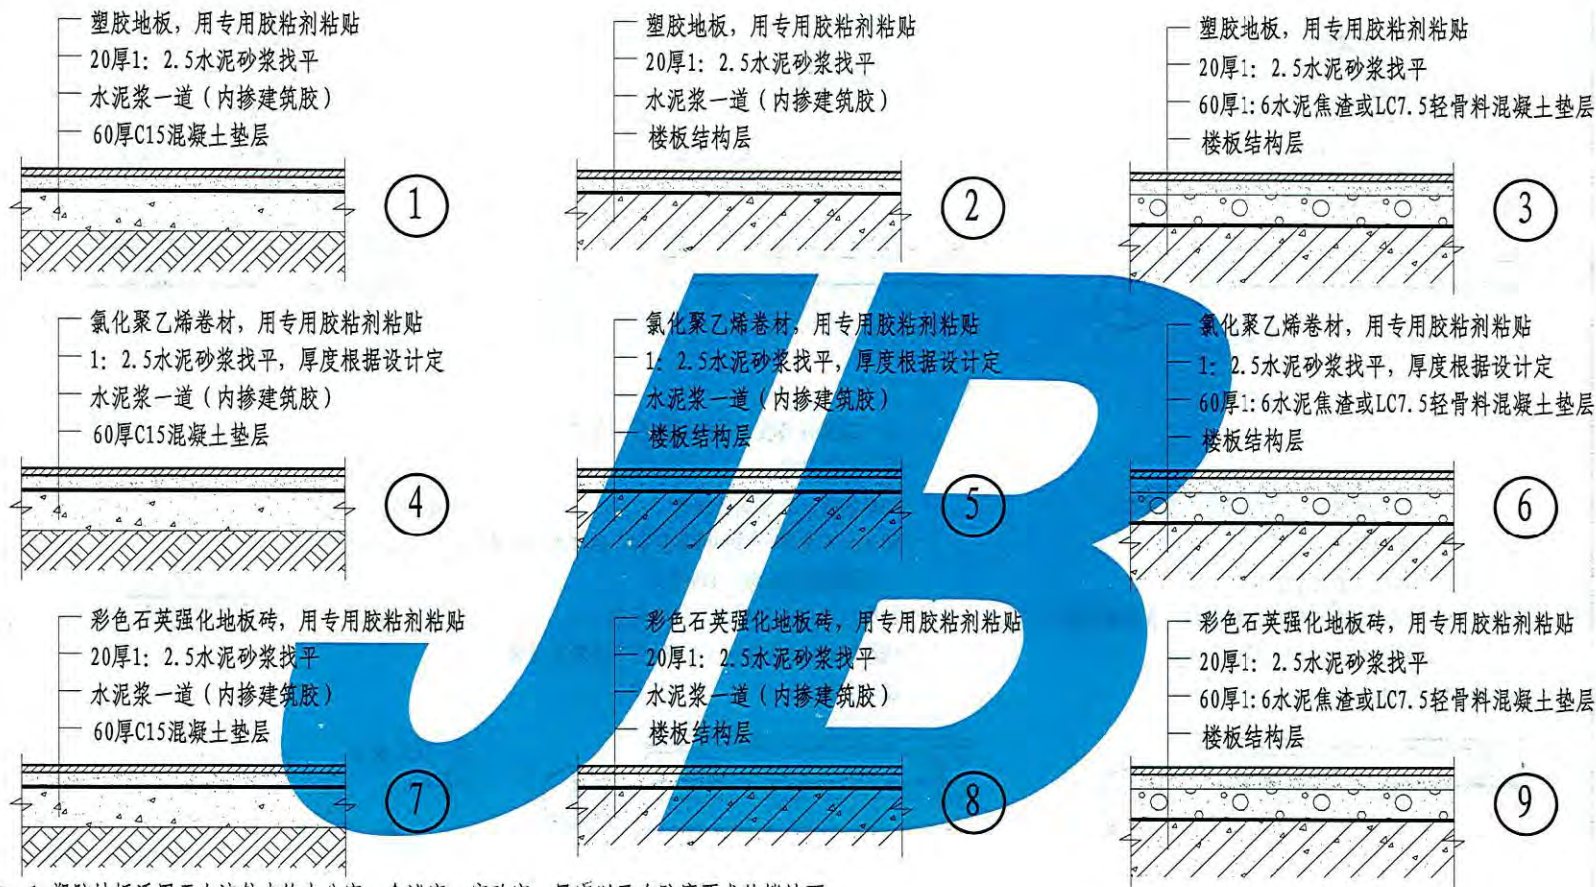 塑胶地板，用专用胶粘剂粘贴
20厚1：2.5水泥砂浆找平
水泥浆一道（内掺建筑胶）
60厚C15混凝土垫层
1
塑胶地板，用专用胶粘剂粘贴
20厚1：2.5水泥砂浆找平
水泥浆一道（内掺建筑胶）
楼板结构层
2
塑胶地板，用专用胶粘剂粘贴
20厚1：2.5水泥砂浆找平
60厚1:6水泥焦渣或LC7.5轻骨料混凝土垫层
楼板结构层
3
氯化聚乙烯卷材，用专用胶粘剂粘贴
1：2.5水泥砂浆找平，厚度根据设计定
水泥浆一道（内掺建筑胶）
60厚C15混凝土垫层
4
氯化聚乙烯卷材，用专用胶粘剂粘贴
1：2.5水泥砂浆找平，厚度根据设计定
水泥浆一道（内掺建筑胶）
楼板结构层
5
氯化聚乙烯卷材，用专用胶粘剂粘贴
1：2.5水泥砂浆找平，厚度根据设计定
60厚1:6水泥焦渣或LC7.5轻骨料混凝土垫层
楼板结构层
6
彩色石英强化地板砖，用专用胶粘剂粘贴
20厚1：2.5水泥砂浆找平
水泥浆一道（内掺建筑胶）
60厚C15混凝土垫层
7
彩色石英强化地板砖，用专用胶粘剂粘贴
20厚1：2.5水泥砂浆找平
水泥浆一道（内掺建筑胶）
楼板结构层
8
彩色石英强化地板砖，用专用胶粘剂粘贴
20厚1：2.5水泥砂浆找平
60厚1:6水泥焦渣或LC7.5轻骨料混凝土垫层
楼板结构层
9
JB